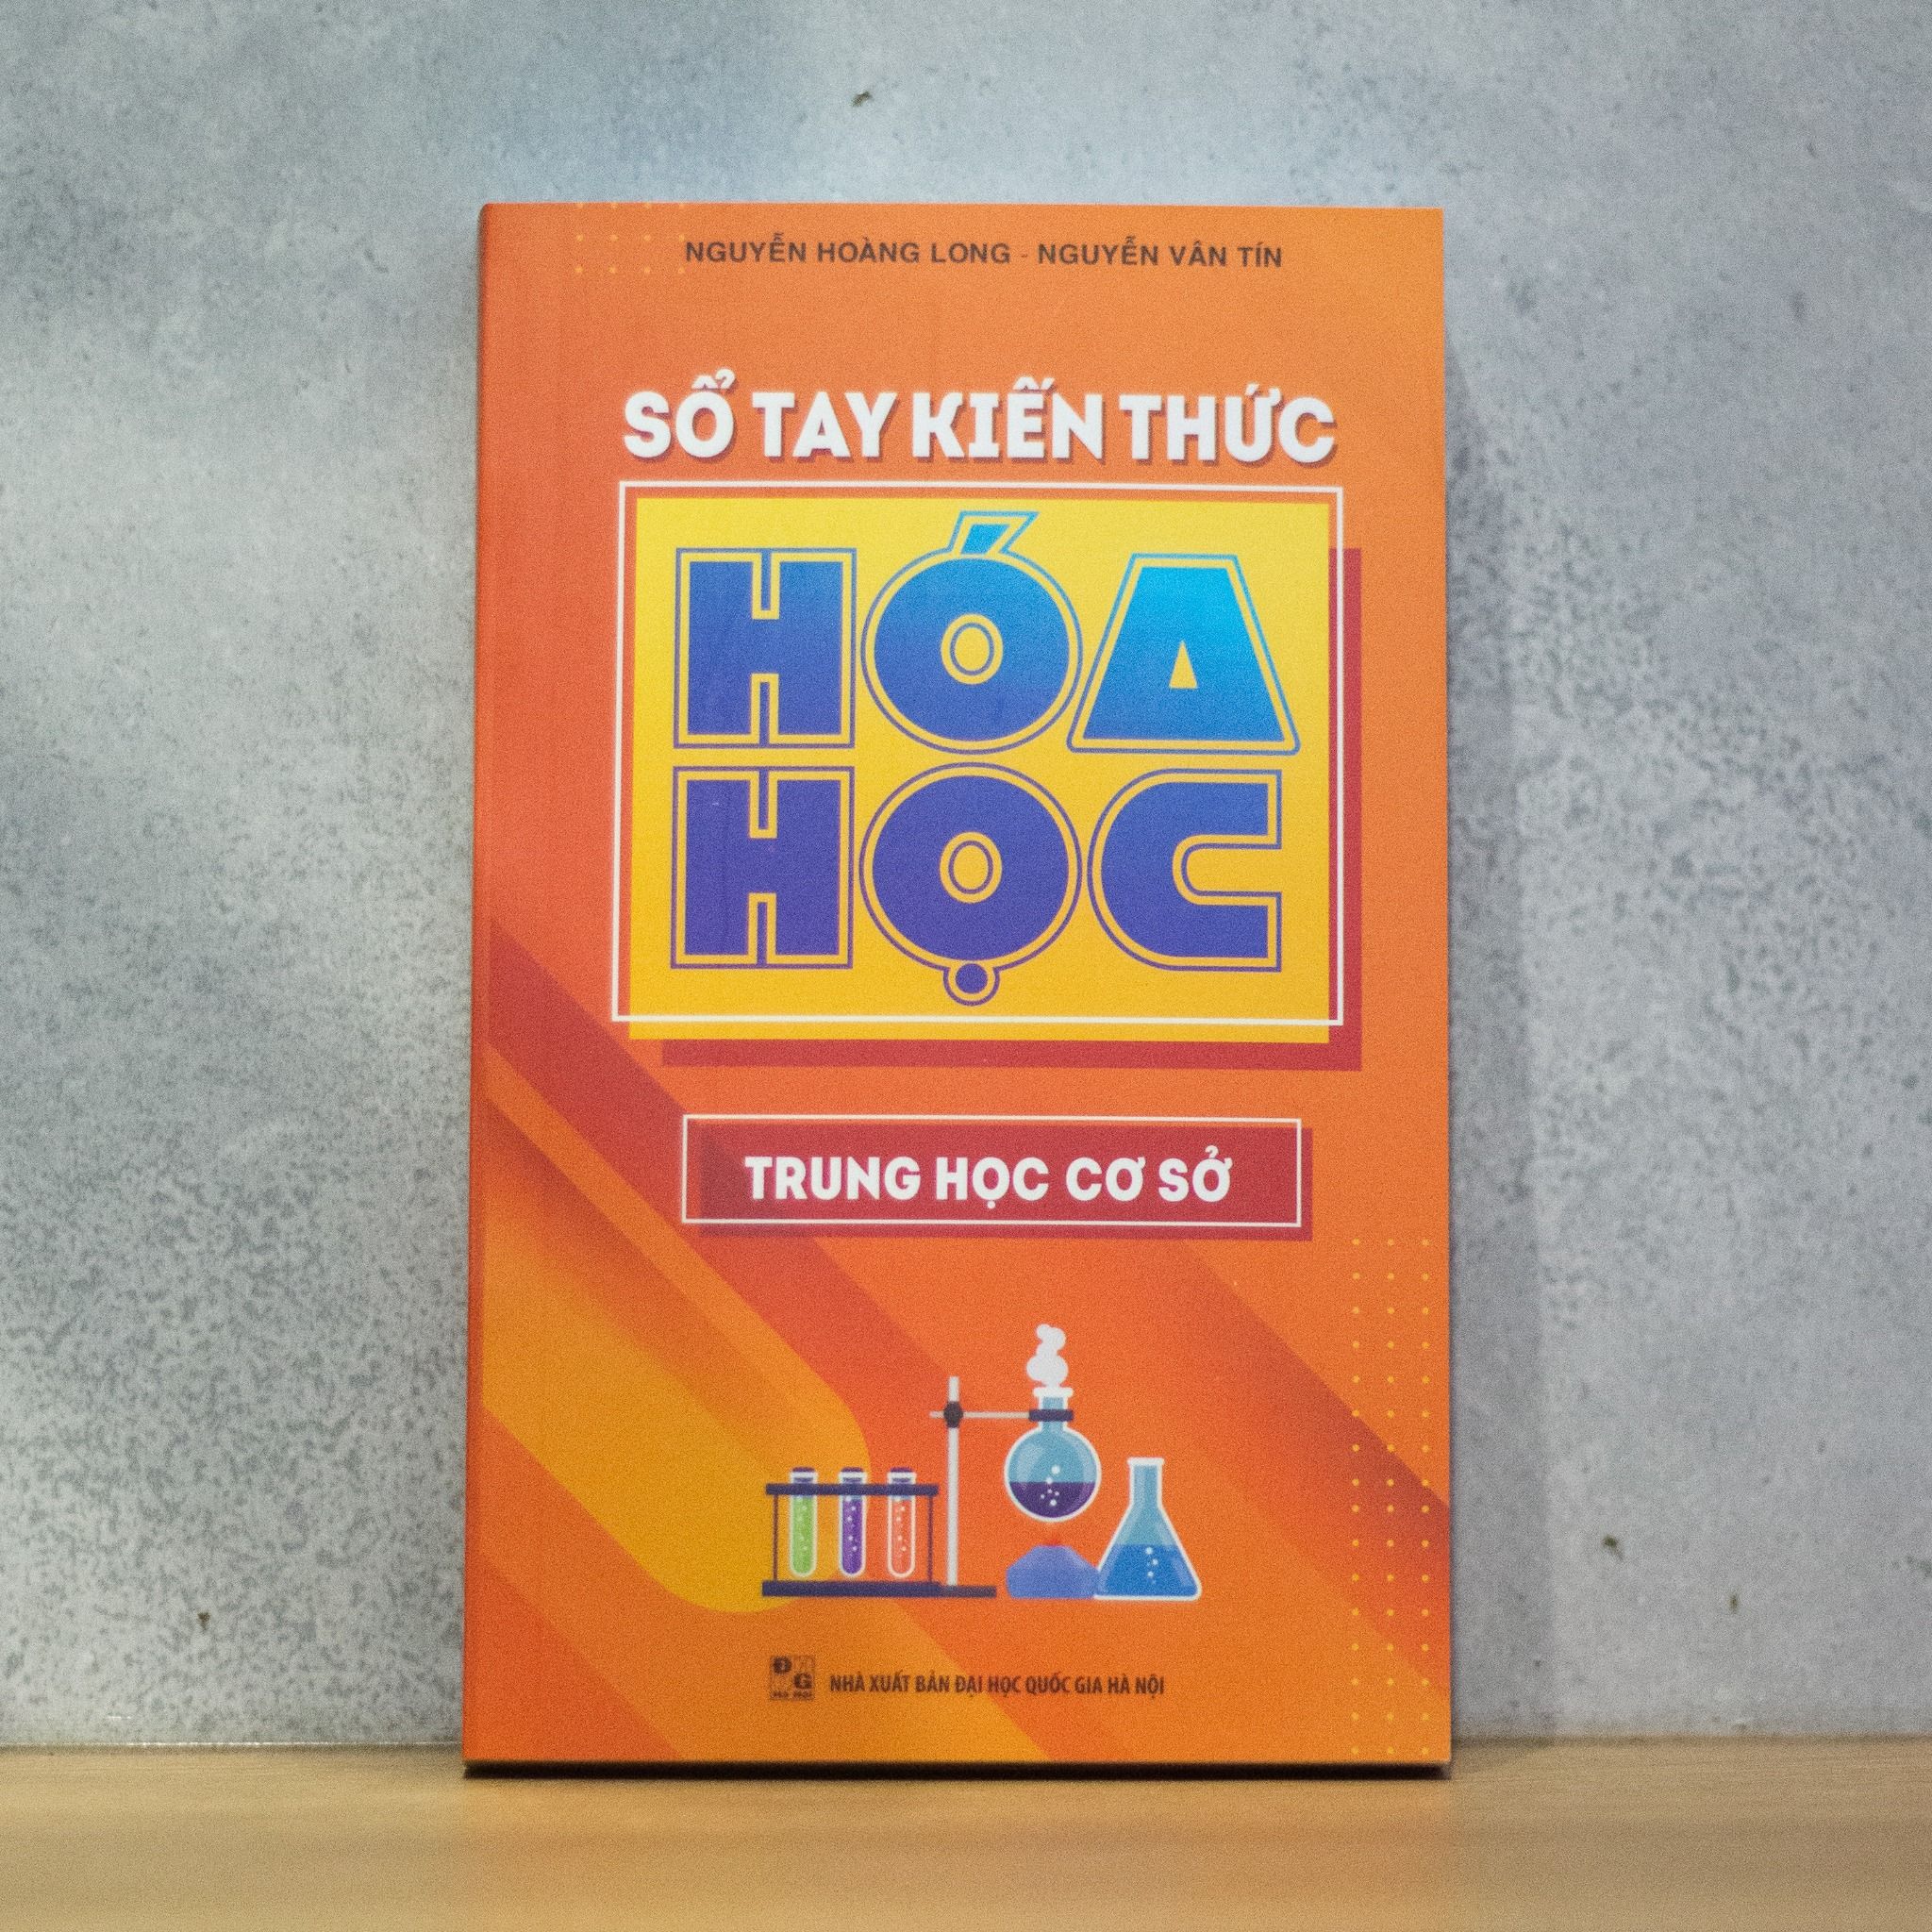 NGUYỄN HOÀNG LONG - NGUYỄN VÂN TÍN
SỔ TAY KIẾN THỨC
HÓA
HỌC
TRUNG HỌC CƠ SỞ
NHÀ XUẤT BẢN ĐẠI HỌC QUỐC GIA HÀ NỘI